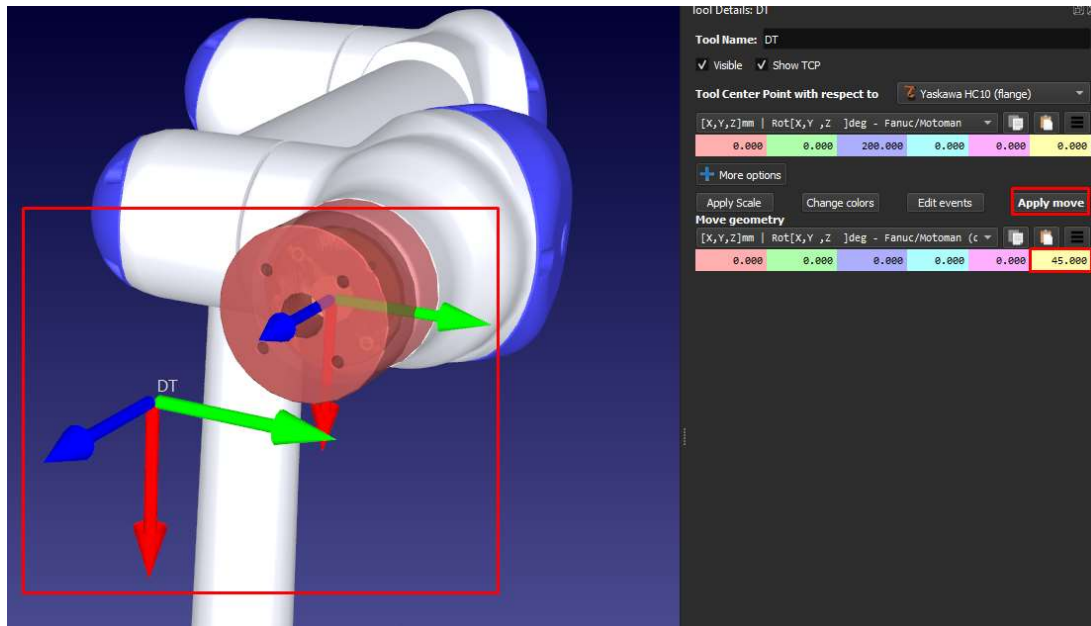 Tool Details: DT
Tool Name: DT
Visible Show TCP
Tool Center Point with respect to Yaskawa HC10 (flange)
[X,Y,Z]mm | Rot[X,Y ,Z ]deg - Fanuc/Motoman
0.000 0.000 200.000 0.000 0.000 0.000
More options
Apply Scale Change colors Edit events Apply move
Move geometry
[X,Y,Z]mm | Rot[X,Y ,Z ]deg - Fanuc/Motoman (c
0.000 0.000 0.000 0.000 0.000 45.000
DT